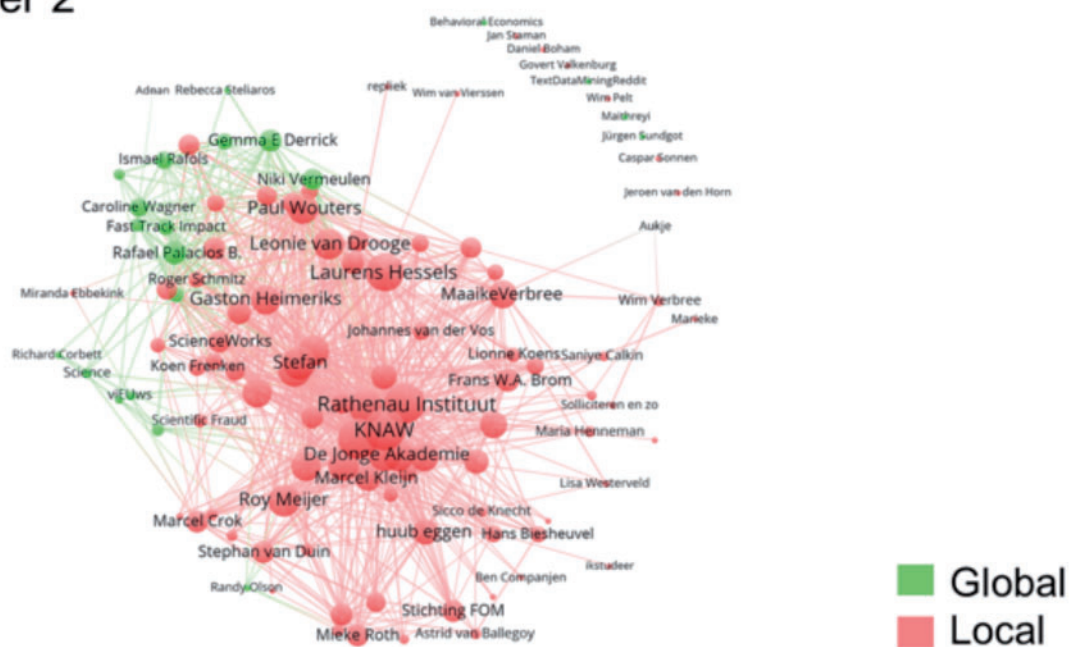 er 2
Behavioral Economics
Jan Staman
Daniel Boham
Govert Valkenburg
TextDataMiningReddit
Wim Pelt
Maithreyi
Jürgen Sundgot
Caspar Sonnen
Jeroen van den Horn
Adnan Rebecca Steliaros
repliek
Wim van Vierssen
Gemma E Derrick
Ismael Rafols
Niki Vermeulen
Caroline Wagner
Paul Wouters
Fast Track Impact
Aukje
Leonie van Drooge
Rafael Palacios B.
Laurens Hessels
Roger Schmitz
Miranda Ebbekink
Gaston Heimeriks
MaaikeVerbree
Wim Verbree
Marieke
Johannes van der Vos
ScienceWorks
Richard Corbett
Lionne Koens
Saniye Calkin
Stefan
Koen Frenken
Science
Frans W.A. Brom
viEUws
Rathenau Instituut
Solliciteren en zo
Scientific Fraud
KNAW
Maria Henneman
De Jonge Akademie
Marcel Kleijn
Lisa Westerveld
Roy Meijer
Sicco de Knecht
Marcel Crok
huub eggen
Hans Biesheuvel
Stephan van Duin
ikstudeer
Ben Companjen
Randy Olson
Stichting FOM
Mieke Roth
Astrid van Ballegoy
Global
Local